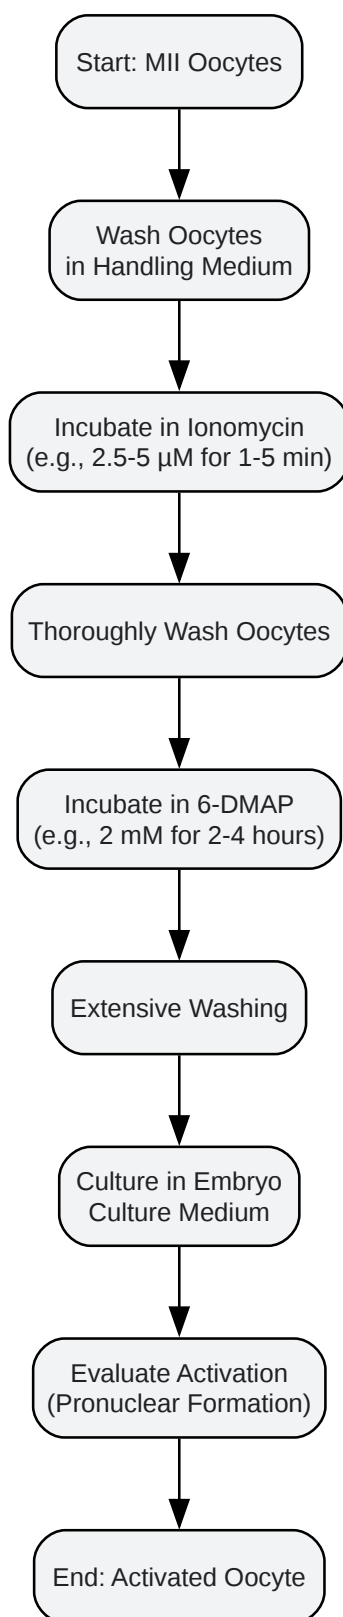 Start: MII Oocytes
Wash Oocytes
in Handling Medium
Incubate in Ionomycin
(e.g., 2.5-5 µM for 1-5 min)
Thoroughly Wash Oocytes
Incubate in 6-DMAP
(e.g., 2 mM for 2-4 hours)
Extensive Washing
Culture in Embryo
Culture Medium
Evaluate Activation
(Pronuclear Formation)
End: Activated Oocyte